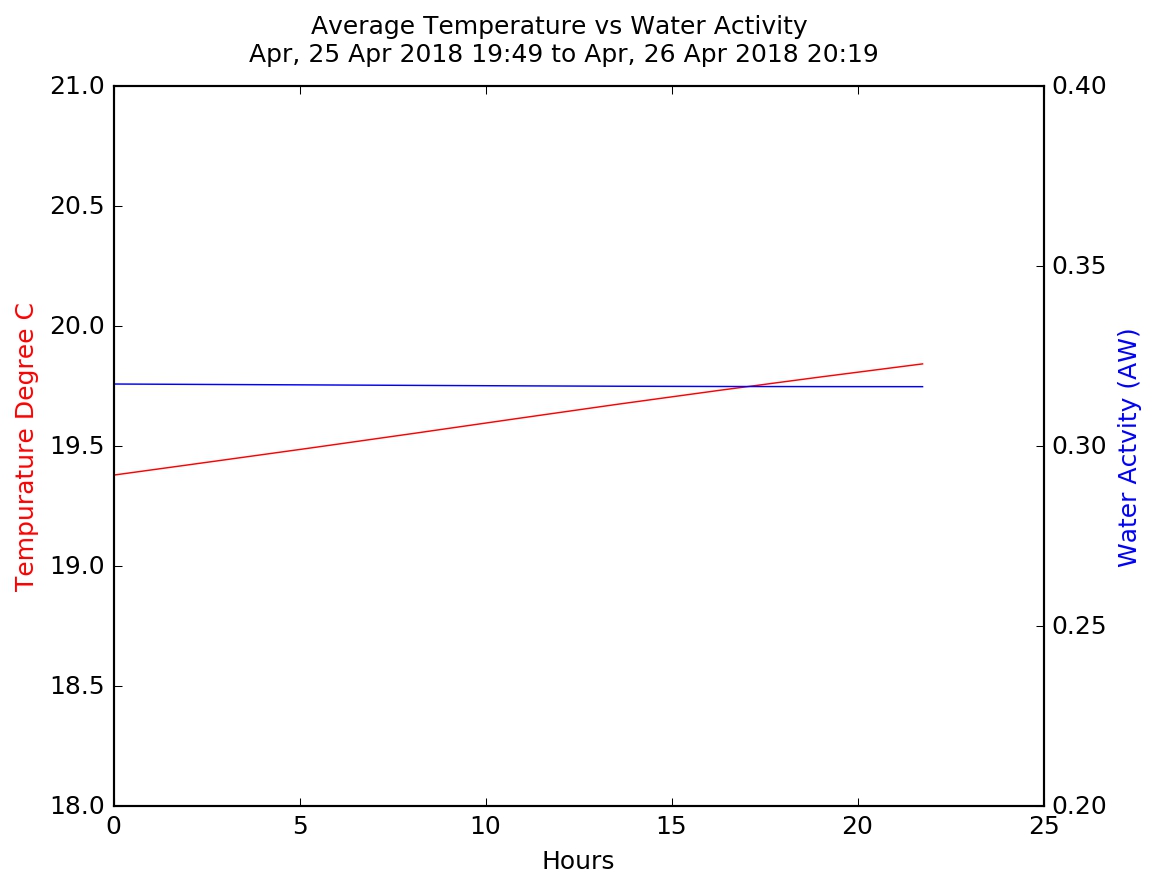 Average Temperature vs Water Activity
Apr, 25 Apr 2018 19:49 to Apr, 26 Apr 2018 20:19
21.0
20.5
20.0
19.5
19.0
18.5
18.0
Tempurature Degree C
0.40
0.35
0.30
0.25
0.20
Water Actvity (AW)
0 5 10 15 20 25
Hours